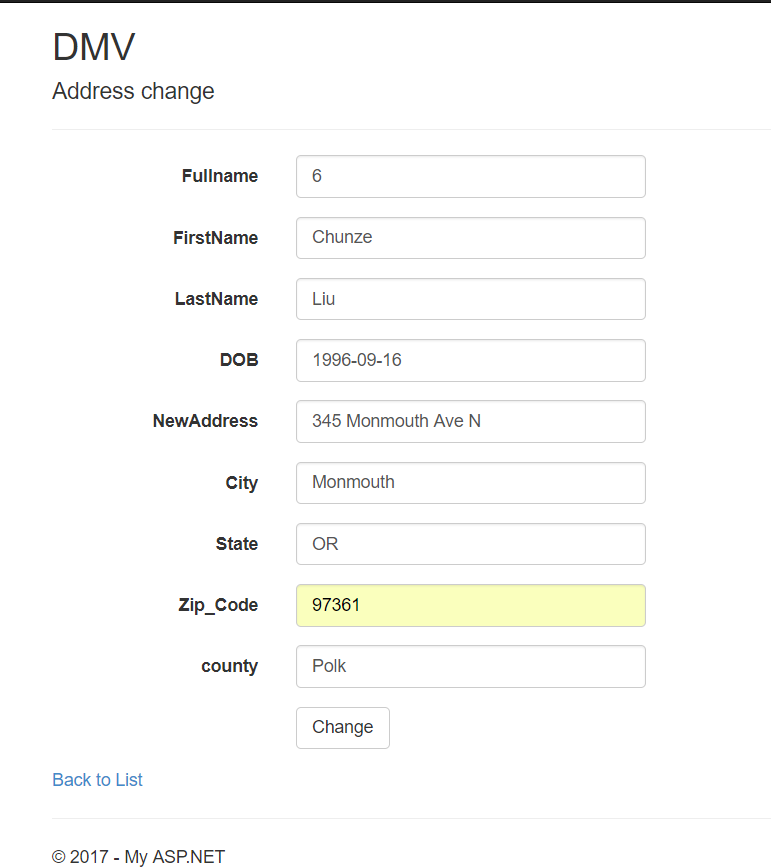 DMV
Address change
Fullname 6
FirstName Chunze
LastName Liu
DOB 1996-09-16
NewAddress 345 Monmouth Ave N
City Monmouth
State OR
Zip_Code 97361
county Polk
Change
Back to List
© 2017 - My ASP.NET